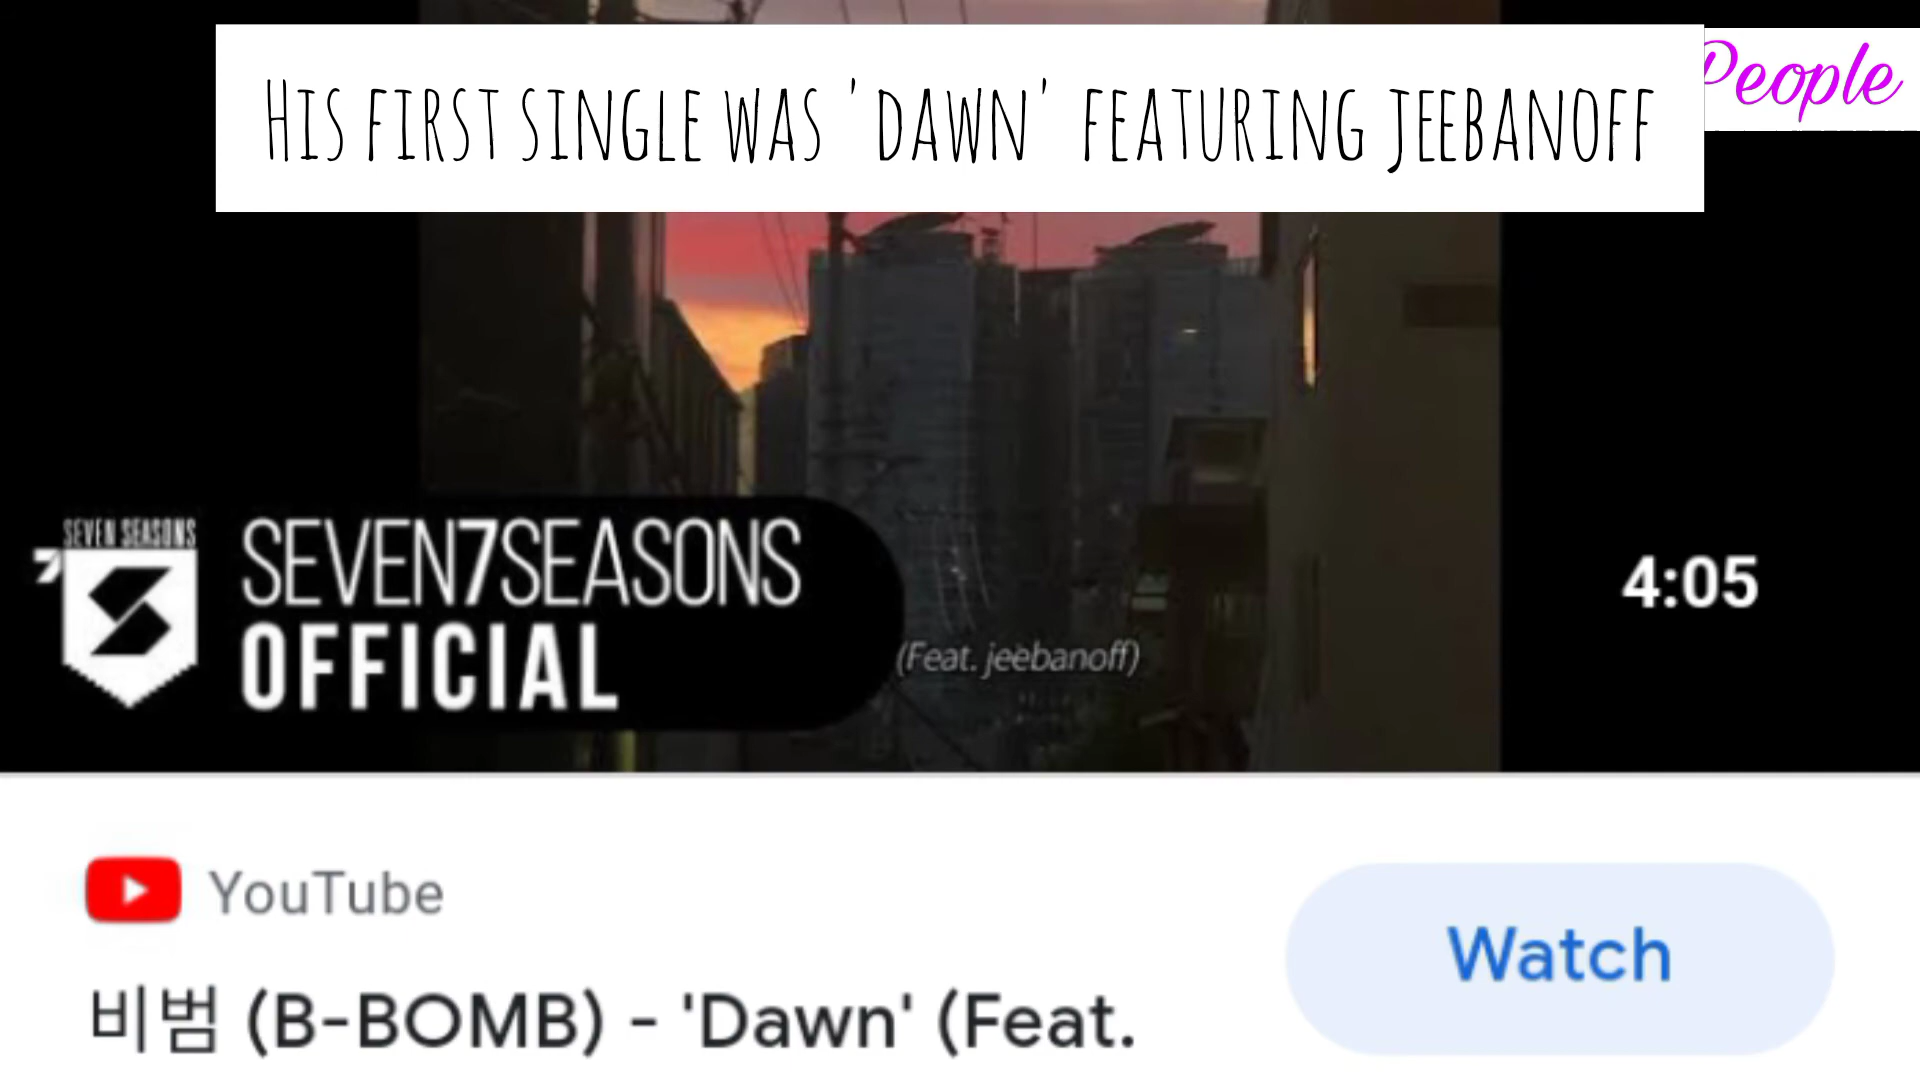 People
HIS FIRST SINGLE WAS 'DAWN' FEATURING JEEBANOFF
SEVEN SEASONS
7
S
SEVEN7SEASONS
OFFICIAL
(Feat. jeebanoff)
4:05
YouTube
Watch
비범 (B-BOMB) - 'Dawn' (Feat.